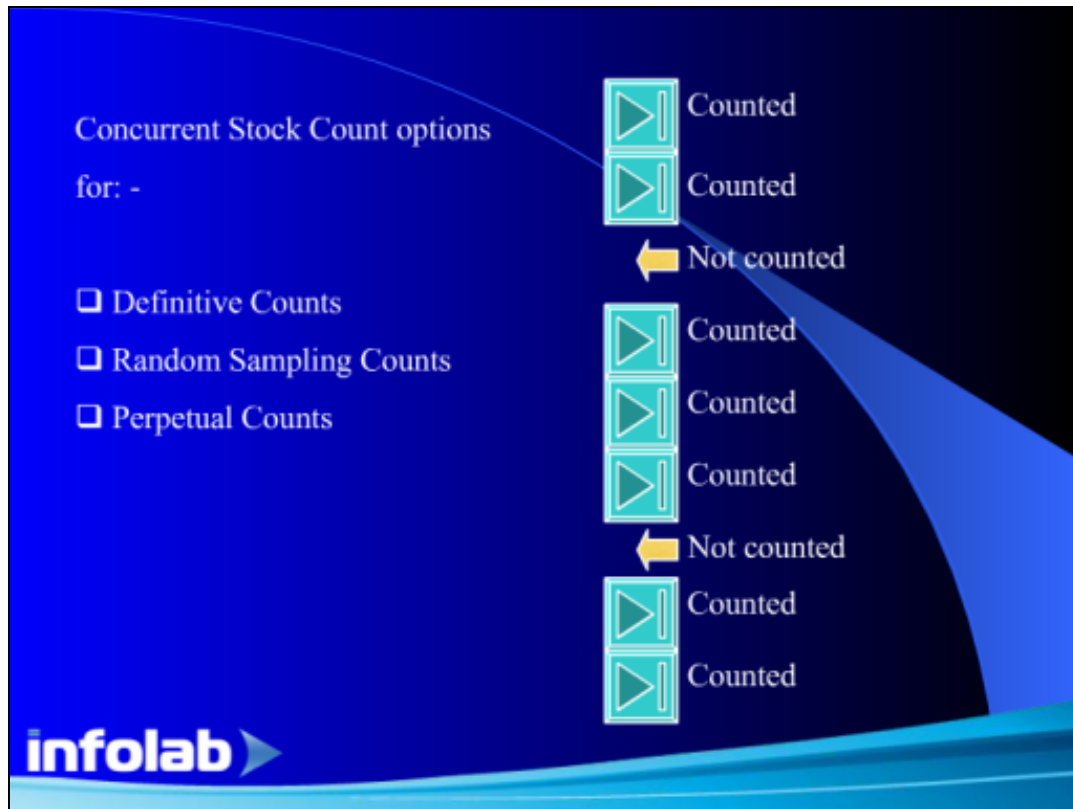 Concurrent Stock Count options
for: -
❑ Definitive Counts
❑ Random Sampling Counts
❑ Perpetual Counts
Counted
Counted
Not counted
Counted
Counted
Counted
Not counted
Counted
Counted
infolab